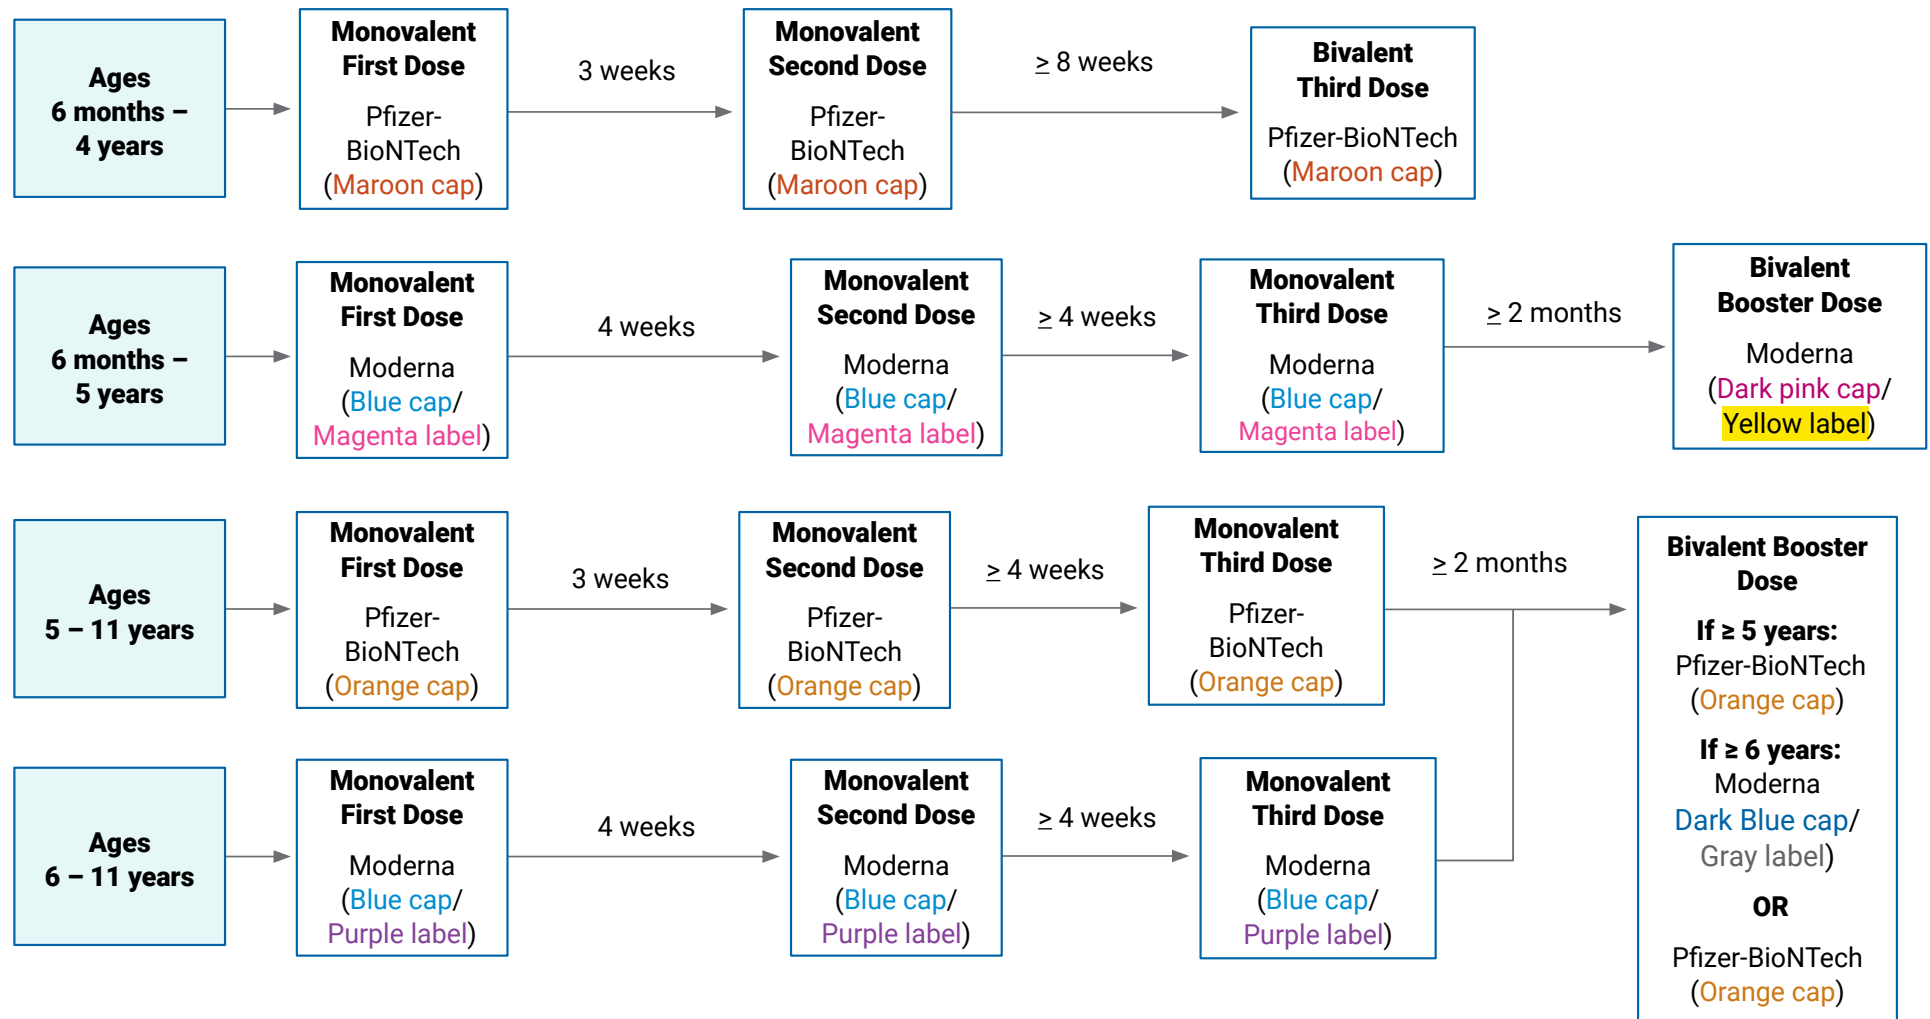 Ages
6 months –
4 years
Monovalent
First Dose
Pfizer-
BioNTech
(Maroon cap)
3 weeks
Monovalent
Second Dose
Pfizer-
BioNTech
(Maroon cap)
≥ 8 weeks
Bivalent
Third Dose
Pfizer-BioNTech
(Maroon cap)
Ages
6 months –
5 years
Monovalent
First Dose
Moderna
(Blue cap/
Magenta label)
4 weeks
Monovalent
Second Dose
Moderna
(Blue cap/
Magenta label)
≥ 4 weeks
Monovalent
Third Dose
Moderna
(Blue cap/
Magenta label)
≥ 2 months
Bivalent
Booster Dose
Moderna
(Dark pink cap/
Yellow label)
Ages
5 – 11 years
Monovalent
First Dose
Pfizer-
BioNTech
(Orange cap)
3 weeks
Monovalent
Second Dose
Pfizer-
BioNTech
(Orange cap)
≥ 4 weeks
Monovalent
Third Dose
Pfizer-
BioNTech
(Orange cap)
≥ 2 months
Bivalent Booster
Dose
If ≥ 5 years:
Pfizer-BioNTech
(Orange cap)
If ≥ 6 years:
Moderna
Dark Blue cap/
Gray label)
OR
Pfizer-BioNTech
(Orange cap)
Ages
6 – 11 years
Monovalent
First Dose
Moderna
(Blue cap/
Purple label)
4 weeks
Monovalent
Second Dose
Moderna
(Blue cap/
Purple label)
≥ 4 weeks
Monovalent
Third Dose
Moderna
(Blue cap/
Purple label)